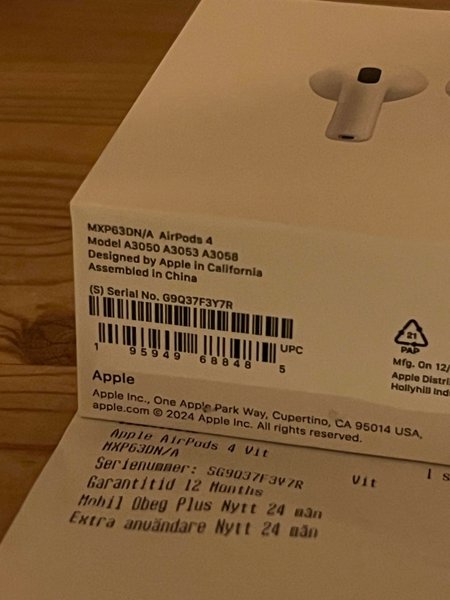 MXP63DN/A AirPods 4
Model A3050 A3053 A3058
Designed by Apple in California
Assembled in China
(S) Serial No. G9Q37F3Y7R
1 95949 68848 5
UPC
21
PAP
Mfg. On 12/
Apple Distri
Hollyhill Ind
Apple
Apple Inc., One Apple Park Way, Cupertino, CA 95014 USA,
apple.com © 2024 Apple Inc. All rights reserved.
Apple AirPods 4 Vit
MXP63DN/A
Serienummer: SG9Q37F3Y7R Vit 1 s
Garantitid 12 Months
Mobil Obeg Plus Nytt 24 mån
Extra användare Nytt 24 mån